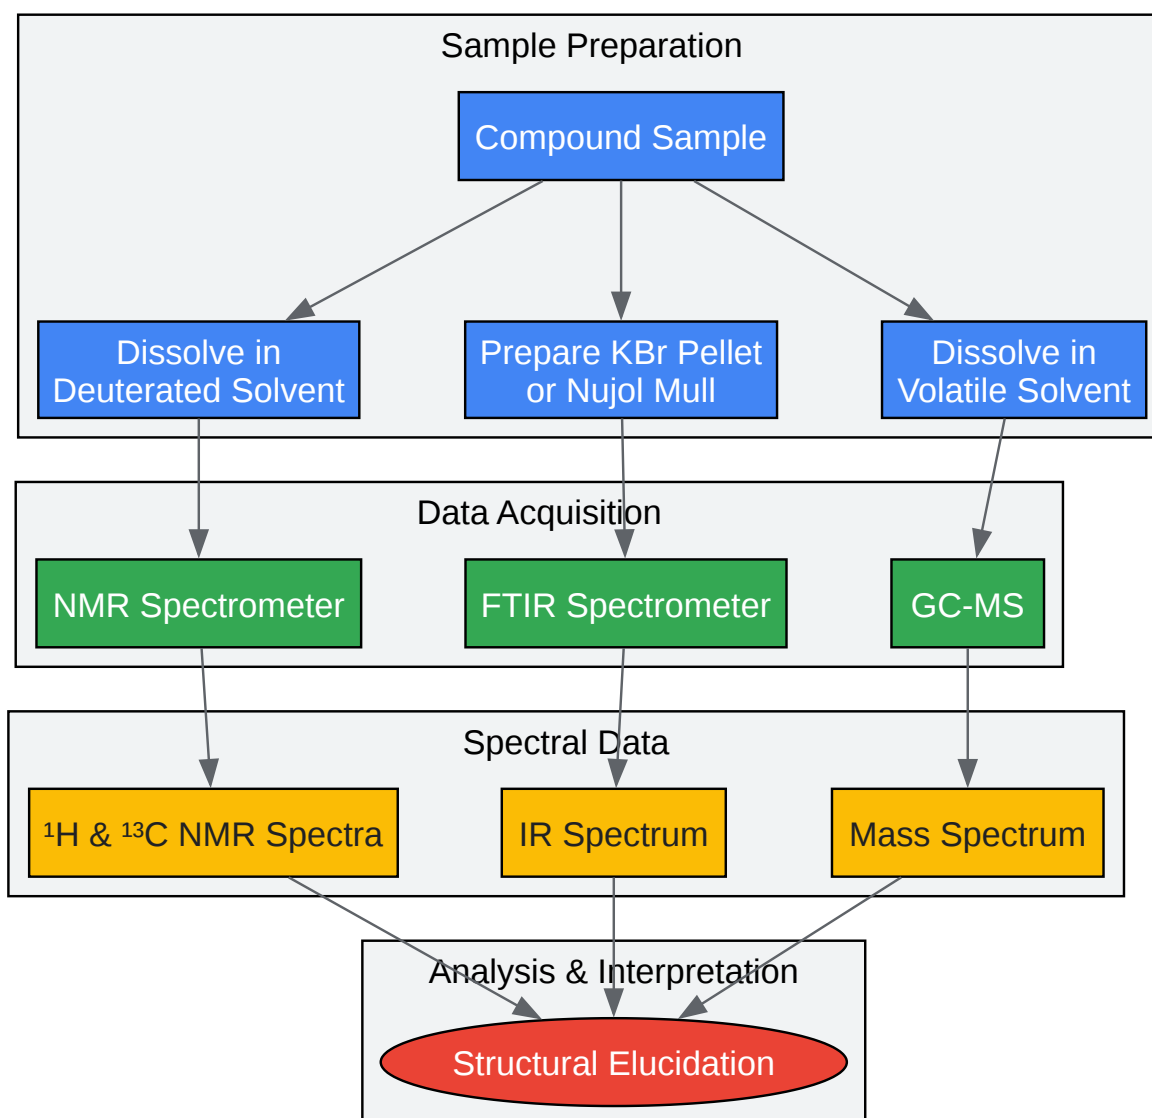 Sample Preparation
Compound Sample
Dissolve in
Deuterated Solvent
Prepare KBr Pellet
or Nujol Mull
Dissolve in
Volatile Solvent
Data Acquisition
NMR Spectrometer
FTIR Spectrometer
GC-MS
Spectral Data
¹H & ¹³C NMR Spectra
IR Spectrum
Mass Spectrum
Analysis & Interpretation
Structural Elucidation